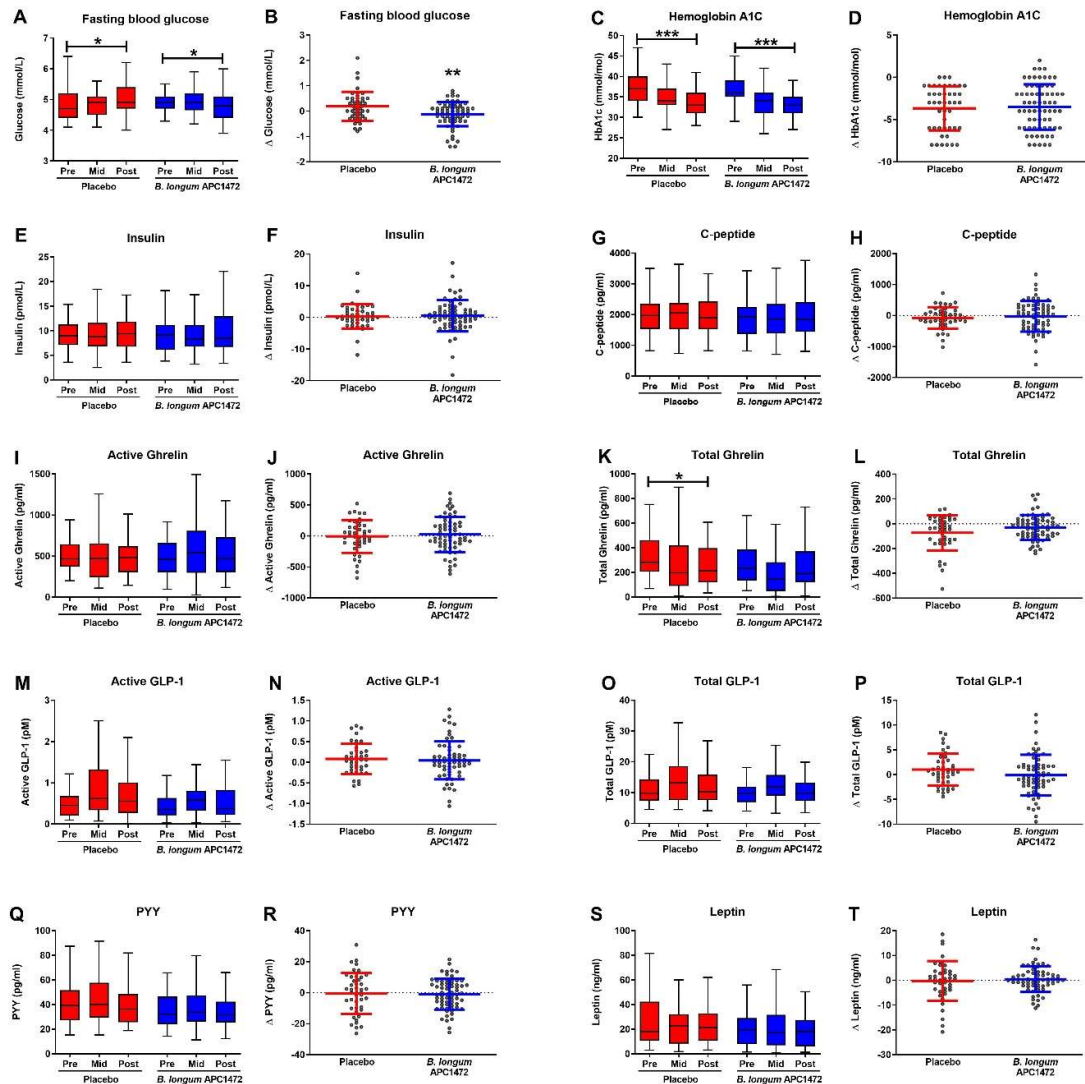 A
Fasting blood glucose
*
*
Glucose (mmol/L)
7
6
5
4
3
Pre Mid Post Pre Mid Post
Placebo B. longum APC1472
B
Fasting blood glucose
**
Δ Glucose (mmol/L)
3
2
1
0
-1
-2
Placebo B. longum
APC1472
C
Hemoglobin A1C
***
***
HbA1c (mmol/mol)
50
45
40
35
30
25
20
Pre Mid Post Pre Mid Post
Placebo B. longum APC1472
D
Hemoglobin A1C
Δ HbA1c (mmol/mol)
5
0
-5
-10
Placebo B. longum
APC1472
E
Insulin
Insulin (pmol/L)
25
20
15
10
5
0
Pre Mid Post Pre Mid Post
Placebo B. longum APC1472
F
Insulin
Δ Insulin (pmol/L)
20
10
0
-10
-20
Placebo B. longum
APC1472
G
C-peptide
C-peptide (pg/ml)
4000
3000
2000
1000
0
Pre Mid Post Pre Mid Post
Placebo B. longum APC1472
H
C-peptide
Δ C-peptide (pg/ml)
2000
1000
0
-1000
-2000
Placebo B. longum
APC1472
I
Active Ghrelin
Active Ghrelin (pg/ml)
1500
1000
500
0
Pre Mid Post Pre Mid Post
Placebo B. longum APC1472
J
Active Ghrelin
Δ Active Ghrelin (pg/ml)
1000
500
0
-500
-1000
Placebo B. longum
APC1472
K
Total Ghrelin
*
Total Ghrelin (pg/ml)
1000
800
600
400
200
0
Pre Mid Post Pre Mid Post
Placebo B. longum APC1472
L
Total Ghrelin
Δ Total Ghrelin (pg/ml)
400
200
0
-200
-400
-600
Placebo B. longum
APC1472
M
Active GLP-1
Active GLP-1 (pM)
3
2
1
0
Pre Mid Post Pre Mid Post
Placebo B. longum APC1472
N
Active GLP-1
Δ Active GLP-1 (pM)
1.5
1.0
0.5
0.0
-0.5
-1.0
-1.5
Placebo B. longum
APC1472
O
Total GLP-1
Total GLP-1 (pM)
40
30
20
10
0
Pre Mid Post Pre Mid Post
Placebo B. longum APC1472
P
Total GLP-1
Δ Total GLP-1 (pM)
15
10
5
0
-5
-10
Placebo B. longum
APC1472
Q
PYY
PYY (pg/ml)
100
80
60
40
20
0
Pre Mid Post Pre Mid Post
Placebo B. longum APC1472
R
PYY
Δ PYY (pg/ml)
40
20
0
-20
-40
Placebo B. longum
APC1472
S
Leptin
Leptin (ng/ml)
100
80
60
40
20
0
Pre Mid Post Pre Mid Post
Placebo B. longum APC1472
T
Leptin
Δ Leptin (ng/ml)
20
10
0
-10
-20
-30
Placebo B. longum
APC1472